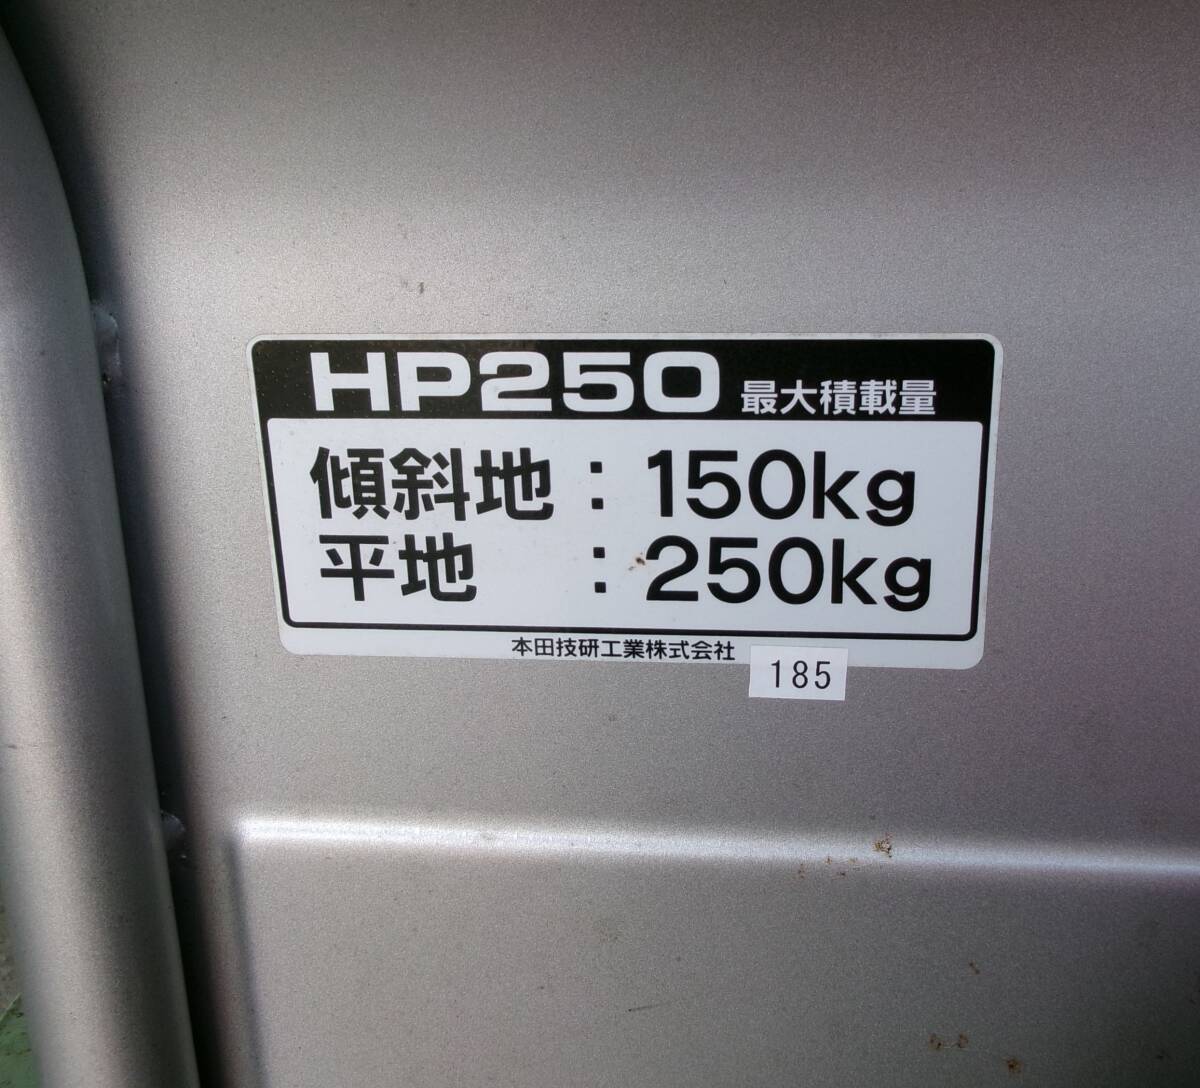 HP250 最大積載量
傾斜地 : 150kg
平地 : 250kg
本田技研工業株式会社
185